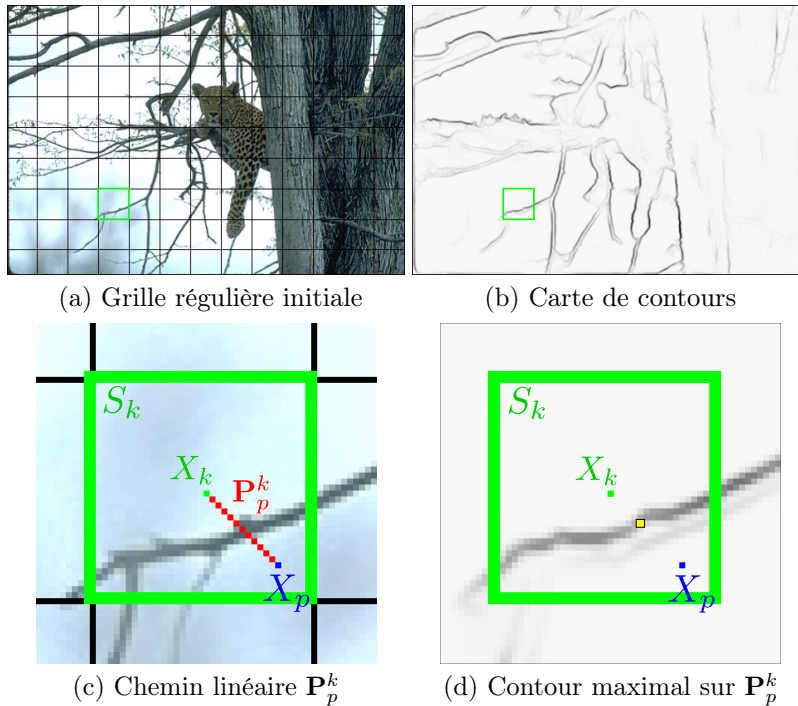 (a) Grille régulière initiale
(b) Carte de contours
S_k
X_k
P_p^k
X_p
S_k
X_k
X_p
(c) Chemin linéaire P_p^k
(d) Contour maximal sur P_p^k